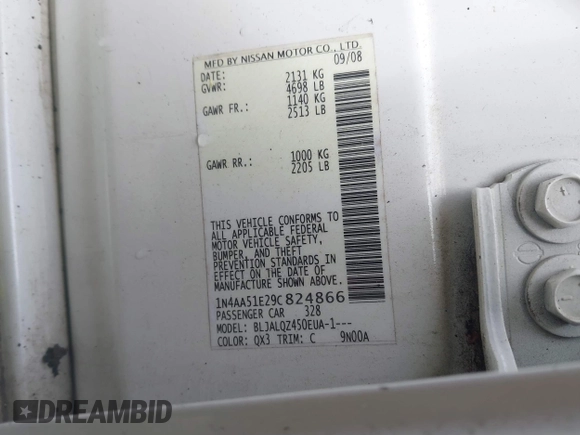 MFD BY NISSAN MOTOR CO., LTD.
DATE: 09/08
GVWR: 2131 KG
4698 LB
GAWR FR.: 1140 KG
2513 LB
GAWR RR.: 1000 KG
2205 LB
THIS VEHICLE CONFORMS TO
ALL APPLICABLE FEDERAL
MOTOR VEHICLE SAFETY,
BUMPER, AND THEFT
PREVENTION STANDARDS IN
EFFECT ON THE DATE OF
MANUFACTURE SHOWN ABOVE.
1N4AA51E29C824866
PASSENGER CAR 328
MODEL: BLJALQZ450EUA-1---
COLOR: QX3 TRIM: C 9N00A
DREAMBID